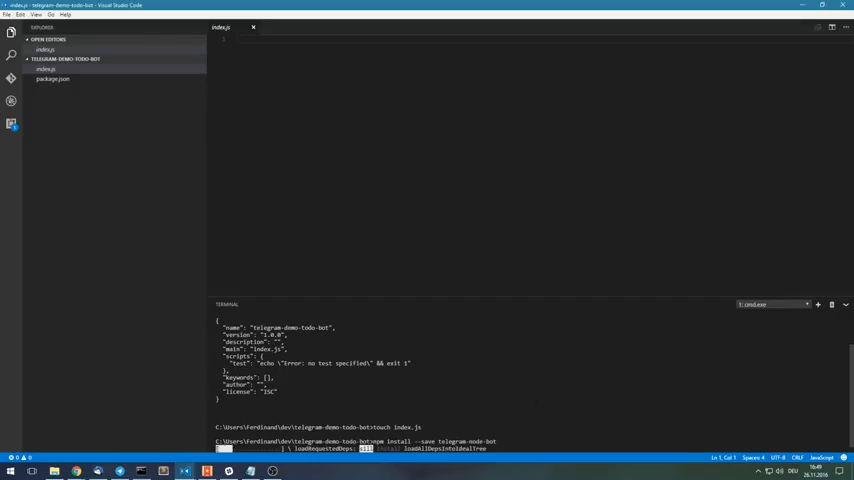 index.js - telegram-demo-todo-bot - Visual Studio Code
File Edit View Go Help
EXPLORER
OPEN EDITORS
index.js
TELEGRAM-DEMO-TODO-BOT
index.js
package.json
index.js
1
TERMINAL
1: cmd.exe
{
"name": "telegram-demo-todo-bot",
"version": "1.0.0",
"description": "",
"main": "index.js",
"scripts": {
"test": "echo \"Error: no test specified\" && exit 1"
},
"keywords": [],
"author": "",
"license": "ISC"
}
C:\Users\Ferdinand\dev\telegram-demo-todo-bot>touch index.js
C:\Users\Ferdinand\dev\telegram-demo-todo-bot>npm install --save telegram-node-bot
[ ..............] \ loadRequestedDeps: sill install loadAllDepsIntoIdealTree
0 0
Ln 1, Col 1 Spaces: 4 UTF-8 CRLF JavaScript
DEU
16:49
26.11.2016